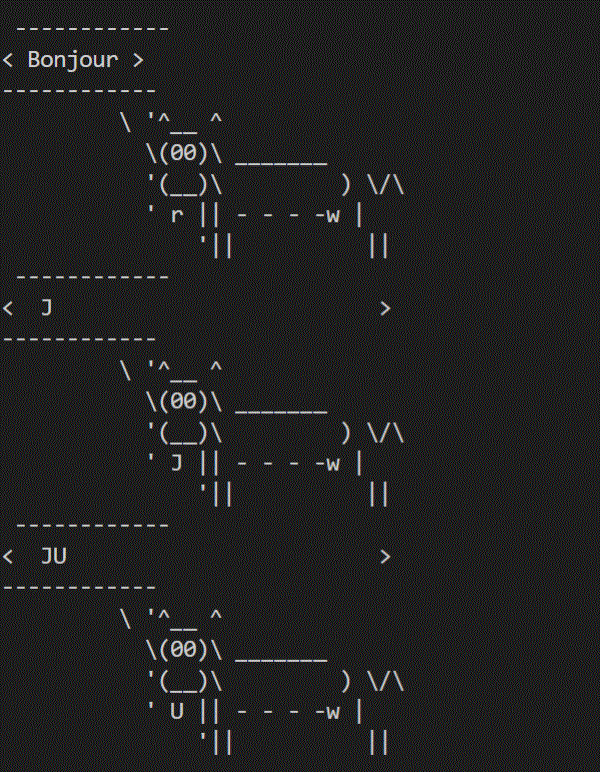 ------------
< Bonjour >
------------
         \ '^__ ^
           \(00)\ _______
           '(__)\         ) \/\
           ' r || - - - -w |
               '||          ||
 ------------
<  J                         >
------------
         \ '^__ ^
           \(00)\ _______
           '(__)\         ) \/\
           ' J || - - - -w |
               '||          ||
 ------------
<  JU                        >
------------
         \ '^__ ^
           \(00)\ _______
           '(__)\         ) \/\
           ' U || - - - -w |
               '||          ||